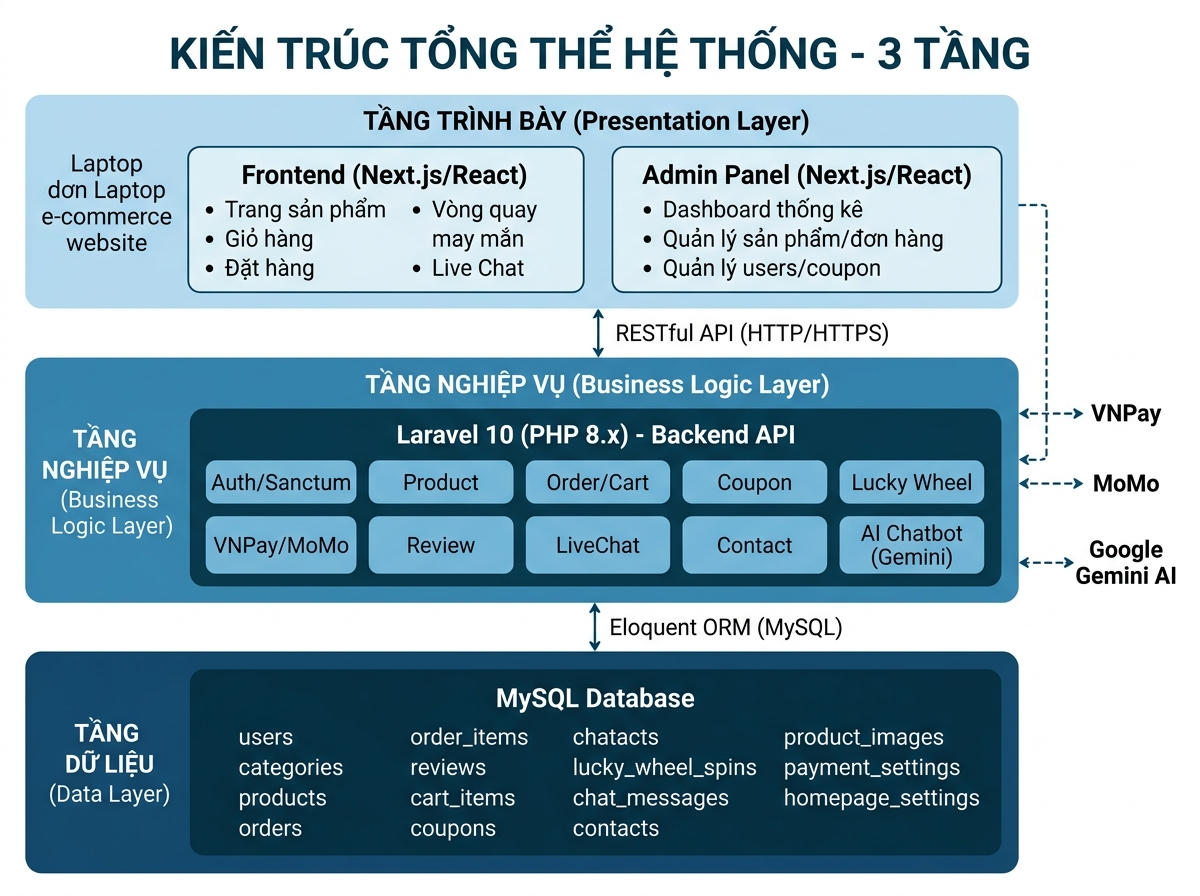 KIẾN TRÚC TỔNG THỂ HỆ THỐNG - 3 TẦNG
TẦNG TRÌNH BÀY (Presentation Layer)
Laptop
dơn Laptop
e-commerce
website
Frontend (Next.js/React)
• Trang sản phẩm
• Giỏ hàng
• Đặt hàng
• Vòng quay
may mắn
• Live Chat
Admin Panel (Next.js/React)
• Dashboard thống kê
• Quản lý sản phẩm/đơn hàng
• Quản lý users/coupon
RESTful API (HTTP/HTTPS)
TẦNG NGHIỆP VỤ (Business Logic Layer)
TẦNG
NGHIỆP VỤ
(Business
Logic Layer)
Laravel 10 (PHP 8.x) - Backend API
Auth/Sanctum
Product
Order/Cart
Coupon
Lucky Wheel
VNPay/MoMo
Review
LiveChat
Contact
AI Chatbot
(Gemini)
VNPay
MoMo
Google
Gemini AI
Eloquent ORM (MySQL)
TẦNG
DỮ LIỆU
(Data Layer)
MySQL Database
users
categories
products
orders
order_items
reviews
cart_items
coupons
chatacts
lucky_wheel_spins
chat_messages
contacts
product_images
payment_settings
homepage_settings